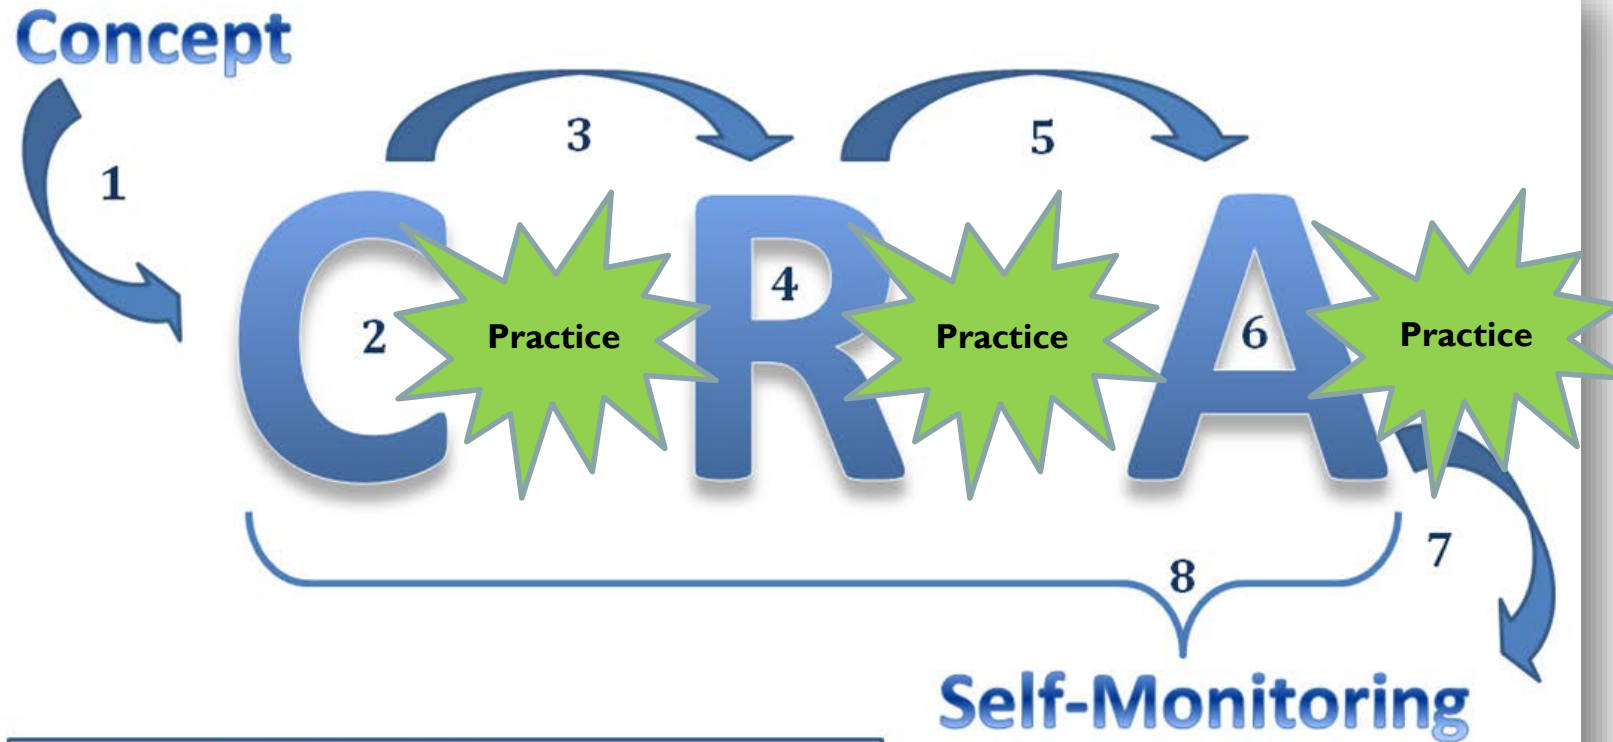 Concept
1
3
5
C
2
Practice
R
4
Practice
A
6
Practice
7
8
Self-Monitoring